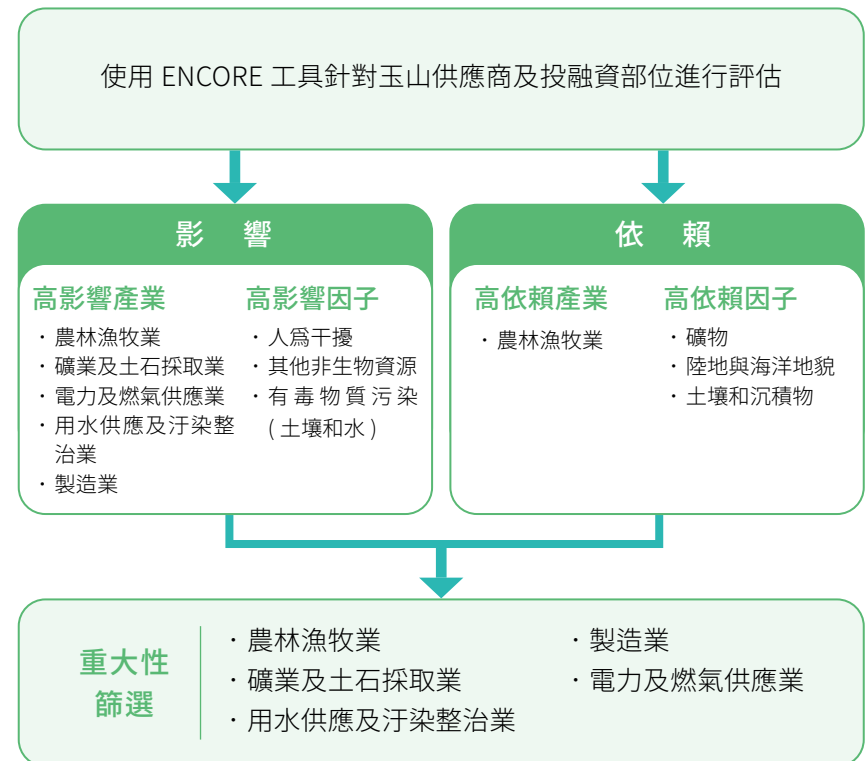 使用 ENCORE 工具針對玉山供應商及投融資部位進行評估
影 響
高影響產業
・農林漁牧業
・礦業及土石採取業
・電力及燃氣供應業
・用水供應及汙染整
治業
・製造業
高影響因子
・人爲干擾
・其他非生物資源
・有毒物質污染
(土壤和水)
依 賴
高依賴產業
・農林漁牧業
高依賴因子
・礦物
・陸地與海洋地貌
・土壤和沉積物
重大性
篩選
・農林漁牧業
・礦業及土石採取業
・用水供應及汙染整治業
・製造業
・電力及燃氣供應業